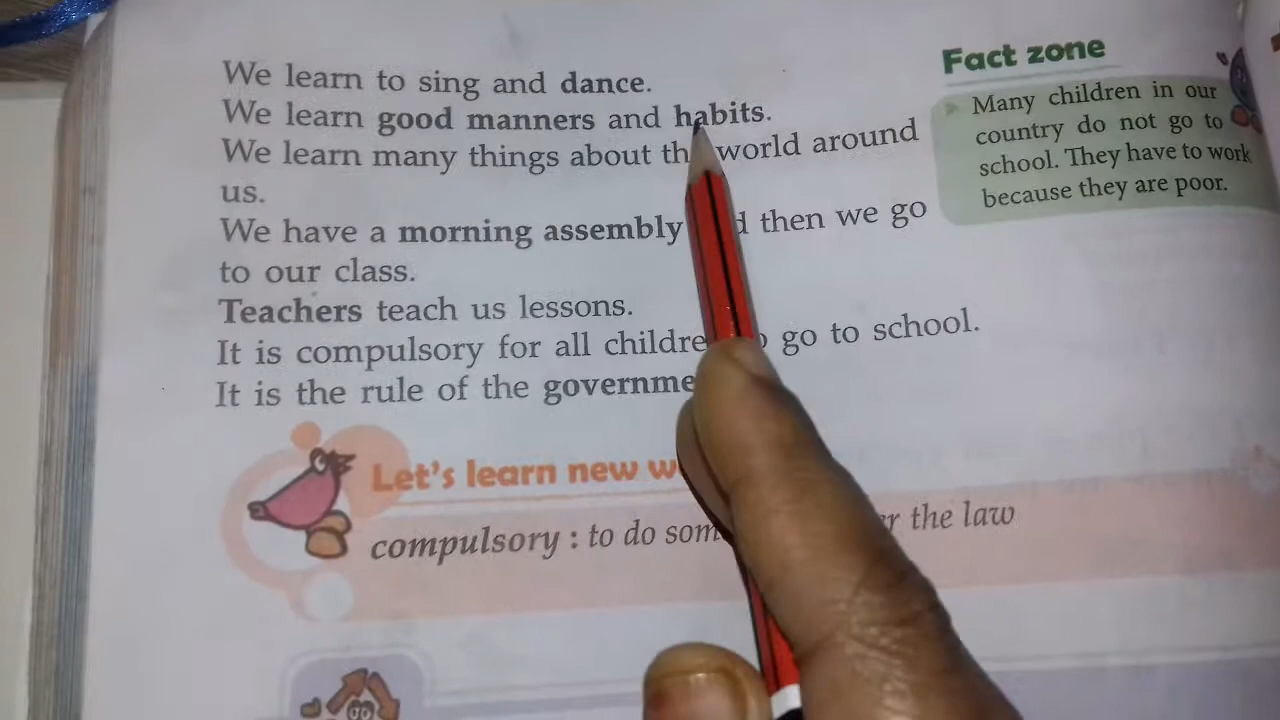 We learn to sing and dance.
We learn good manners and habits.
We learn many things about th world around
us.
We have a morning assembly then we go
to our class.
Teachers teach us lessons.
It is compulsory for all childre go to school.
It is the rule of the governme
Fact zone
Many children in our
country do not go to
school. They have to work
because they are poor.
Let's learn new w
compulsory : to do som the law